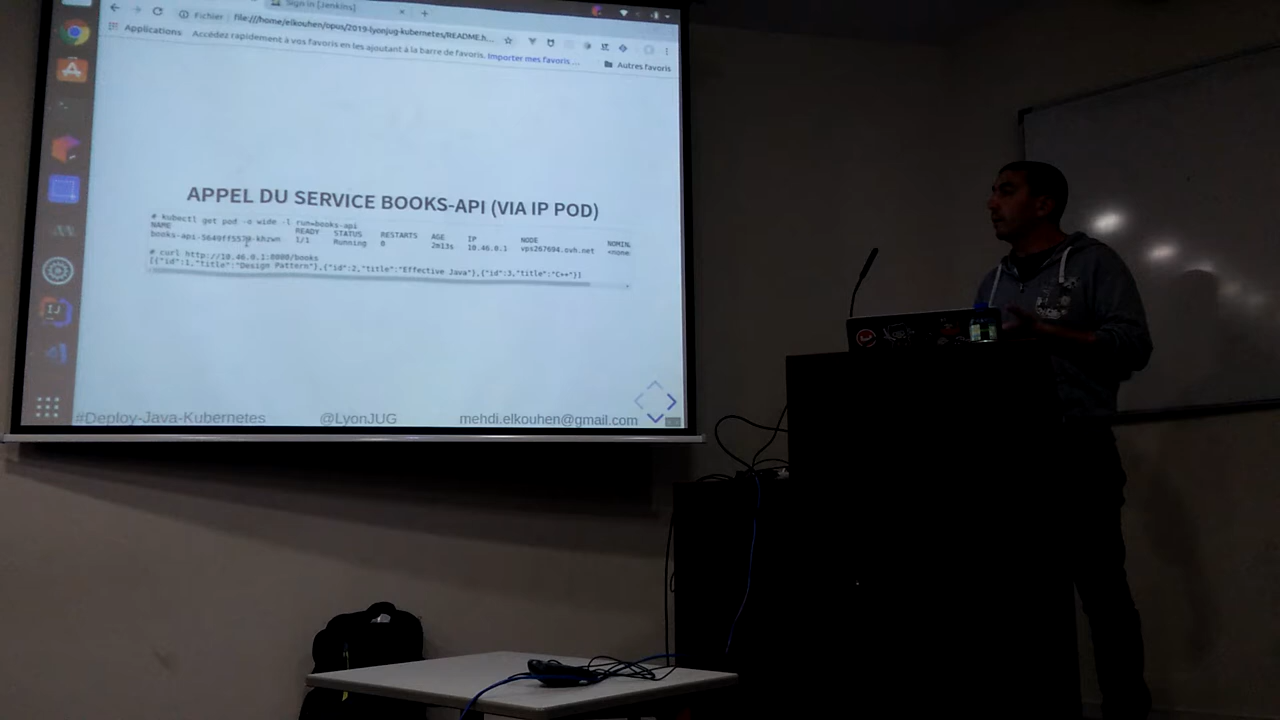 Sign in [Jenkins]
Fichier
file:///home/elkouhen/opus/2019-lyonjug-kubernetes/README.h...
Applications Accédez rapidement à vos favoris en les ajoutant à la barre de favoris. Importer mes favoris ...
Autres favoris
APPEL DU SERVICE BOOKS-API (VIA IP POD)
# kubectl get pod -o wide -l run=books-api
NAME READY STATUS RESTARTS AGE IP NODE NOMIN
1/1 Running 0 2m13s 10.46.0.1 vps267694.ovh.net <none
# curl http://10.46.0.1:8080/books
[{"id":1,"title":"Design Pattern"},{"id":2,"title":"Effective Java"},{"id":3,"title":"C++"}]
#Deploy-Java-Kubernetes @LyonJUG mehdi.elkouhen@gmail.com